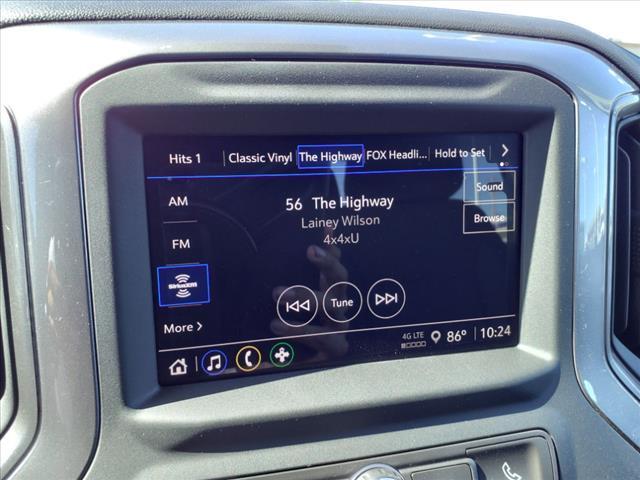 Hits 1 Classic Vinyl The Highway FOX Headli... Hold to Set
AM
56 The Highway
Sound
Lainey Wilson
Browse
4x4xU
FM
SiriusXM
Tune
More
4G LTE 86° 10:24